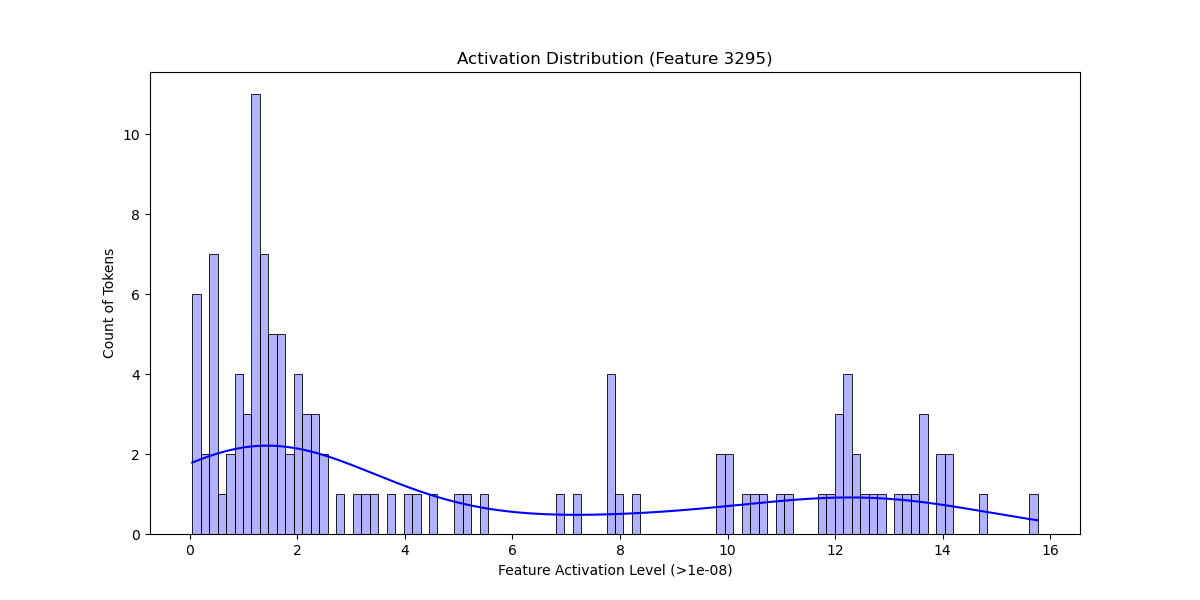 Activation Distribution (Feature 3295)
10
8
6
4
2
0
Count of Tokens
0 2 4 6 8 10 12 14 16
Feature Activation Level (>1e-08)